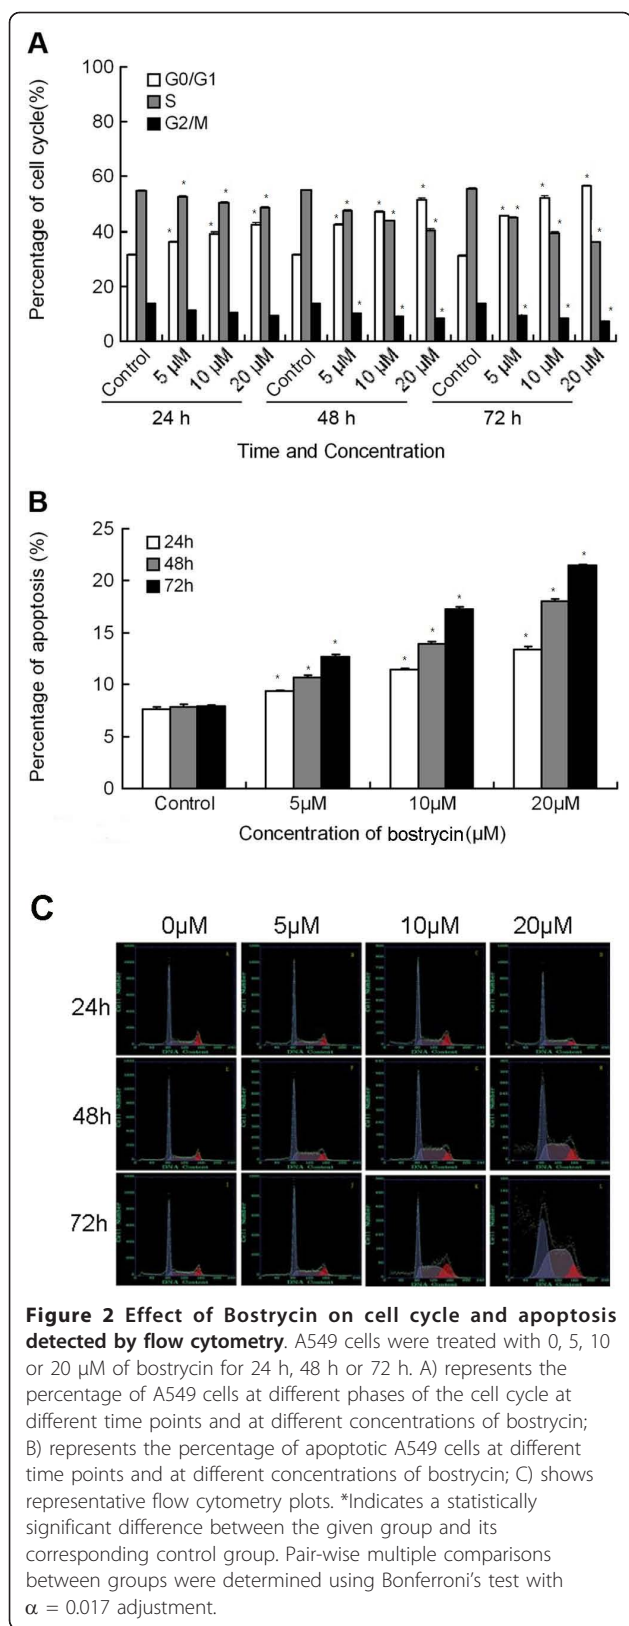 A
100
80
60
40
20
0
Percentage of cell cycle(%)
G0/G1
S
G2/M
* * * * * * * * * * * * * * * * * * * * *
Control 5 µM 10 µM 20 µM Control 5 µM 10 µM 20 µM Control 5 µM 10 µM 20 µM
24 h 48 h 72 h
Time and Concentration
B
25
20
15
10
5
0
Percentage of apoptosis (%)
24h
48h
72h
* * * * * * * * *
Control 5µM 10µM 20µM
Concentration of bostrycin(µM)
C
0µM 5µM 10µM 20µM
24h
48h
72h
Cell Number
DNA Content
Figure 2 Effect of Bostrycin on cell cycle and apoptosis
detected by flow cytometry. A549 cells were treated with 0, 5, 10
or 20 µM of bostrycin for 24 h, 48 h or 72 h. A) represents the
percentage of A549 cells at different phases of the cell cycle at
different time points and at different concentrations of bostrycin;
B) represents the percentage of apoptotic A549 cells at different
time points and at different concentrations of bostrycin; C) shows
representative flow cytometry plots. *Indicates a statistically
significant difference between the given group and its
corresponding control group. Pair-wise multiple comparisons
between groups were determined using Bonferroni's test with
α = 0.017 adjustment.